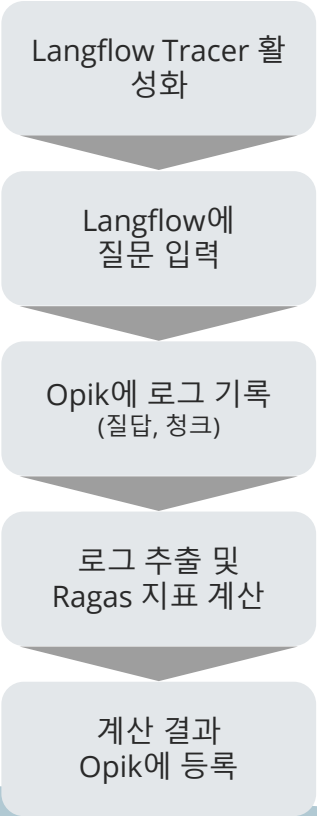 Langflow Tracer 활
성화
Langflow에
질문 입력
Opik에 로그 기록
(질답, 청크)
로그 추출 및
Ragas 지표 계산
계산 결과
Opik에 등록